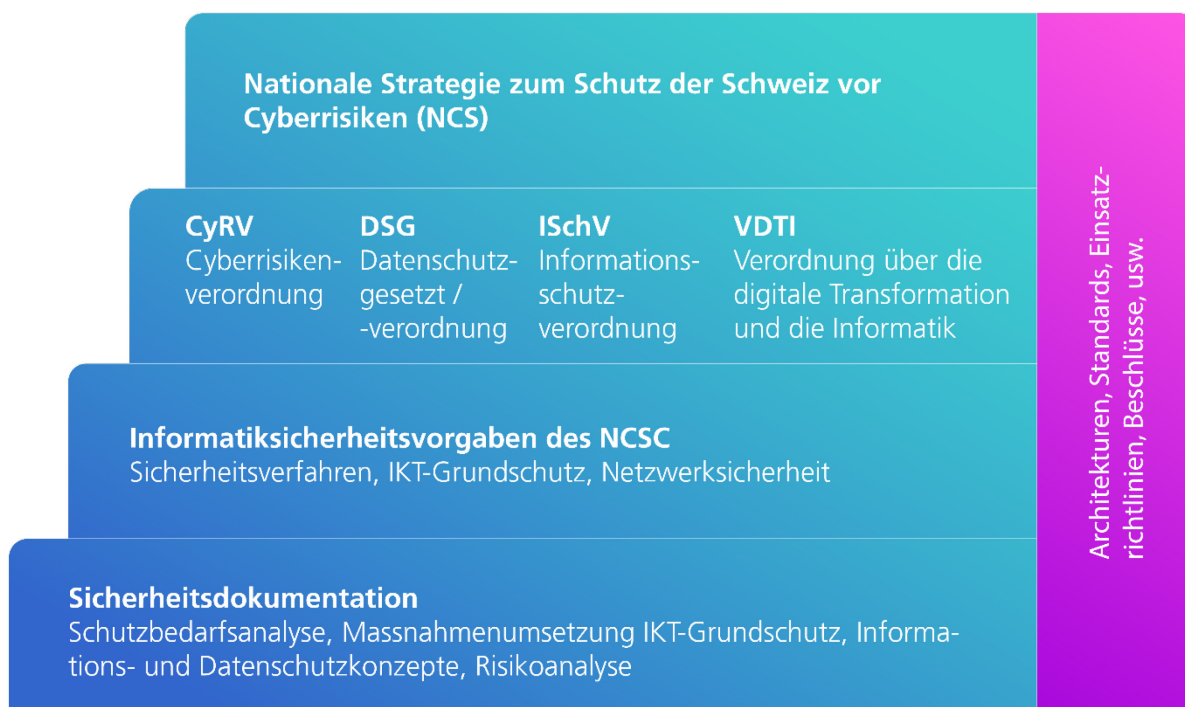 Nationale Strategie zum Schutz der Schweiz vor
Cyberrisiken (NCS)
CyRV
Cyberrisiken-
verordnung
DSG
Datenschutz-
gesetzt /
-verordnung
ISchV
Informations-
schutz-
verordnung
VDTI
Verordnung über die
digitale Transformation
und die Informatik
Informatiksicherheitsvorgaben des NCSC
Sicherheitsverfahren, IKT-Grundschutz, Netzwerksicherheit
Sicherheitsdokumentation
Schutzbedarfsanalyse, Massnahmenumsetzung IKT-Grundschutz, Informa-
tions- und Datenschutzkonzepte, Risikoanalyse
Architekturen, Standards, Einsatz-
richtlinien, Beschlüsse, usw.